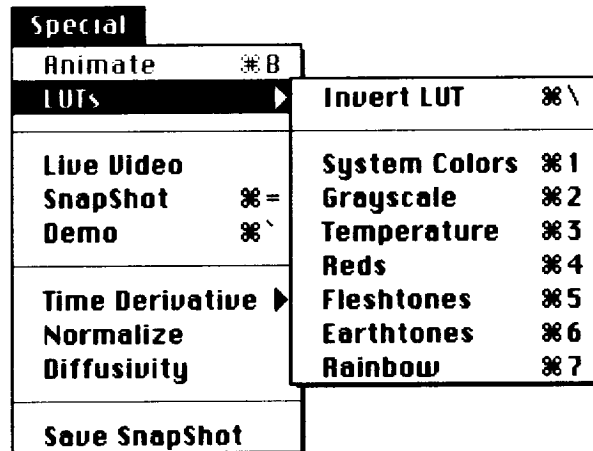 Special
Animate ⌘B
LUTs
Live Video
SnapShot ⌘=
Demo ⌘`
Time Derivative
Normalize
Diffusivity
Save SnapShot
Invert LUT ⌘\
System Colors ⌘1
Grayscale ⌘2
Temperature ⌘3
Reds ⌘4
Fleshtones ⌘5
Earthtones ⌘6
Rainbow ⌘7